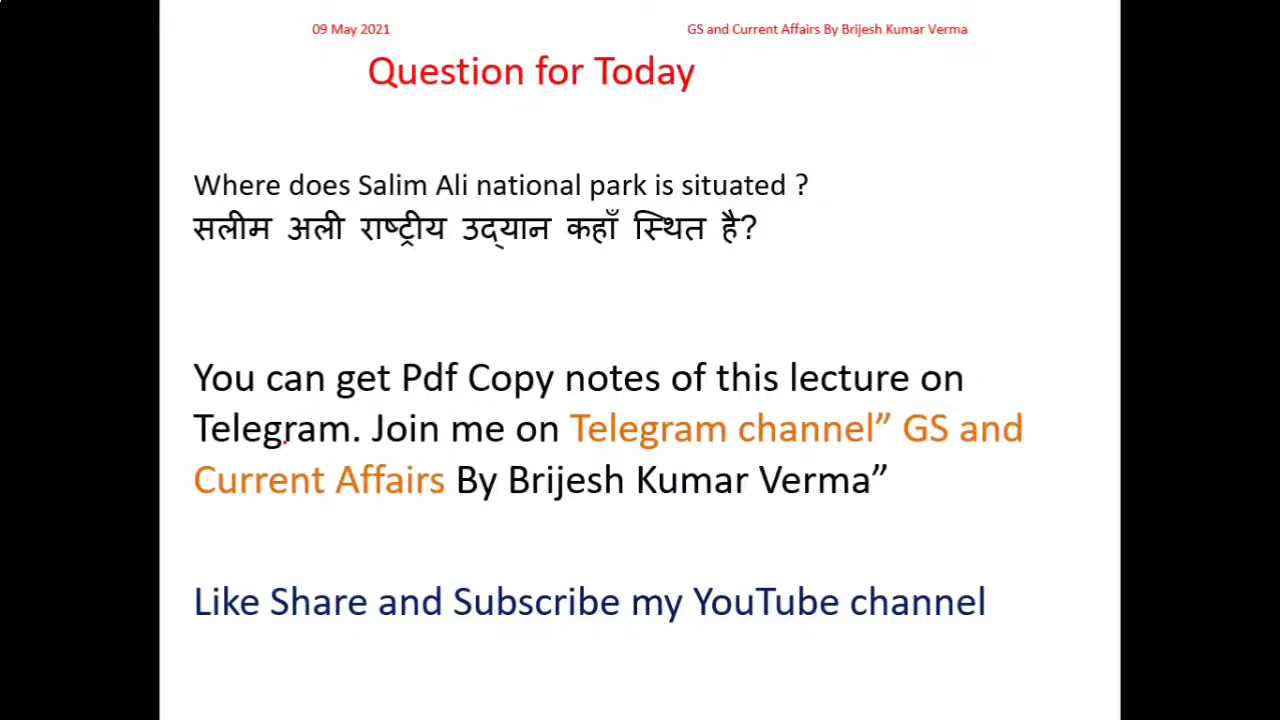 09 May 2021 GS and Current Affairs By Brijesh Kumar Verma
Question for Today
Where does Salim Ali national park is situated ?
सलीम अली राष्ट्रीय उद्यान कहाँ स्थित है?
You can get Pdf Copy notes of this lecture on
Telegram. Join me on Telegram channel” GS and
Current Affairs By Brijesh Kumar Verma”
Like Share and Subscribe my YouTube channel